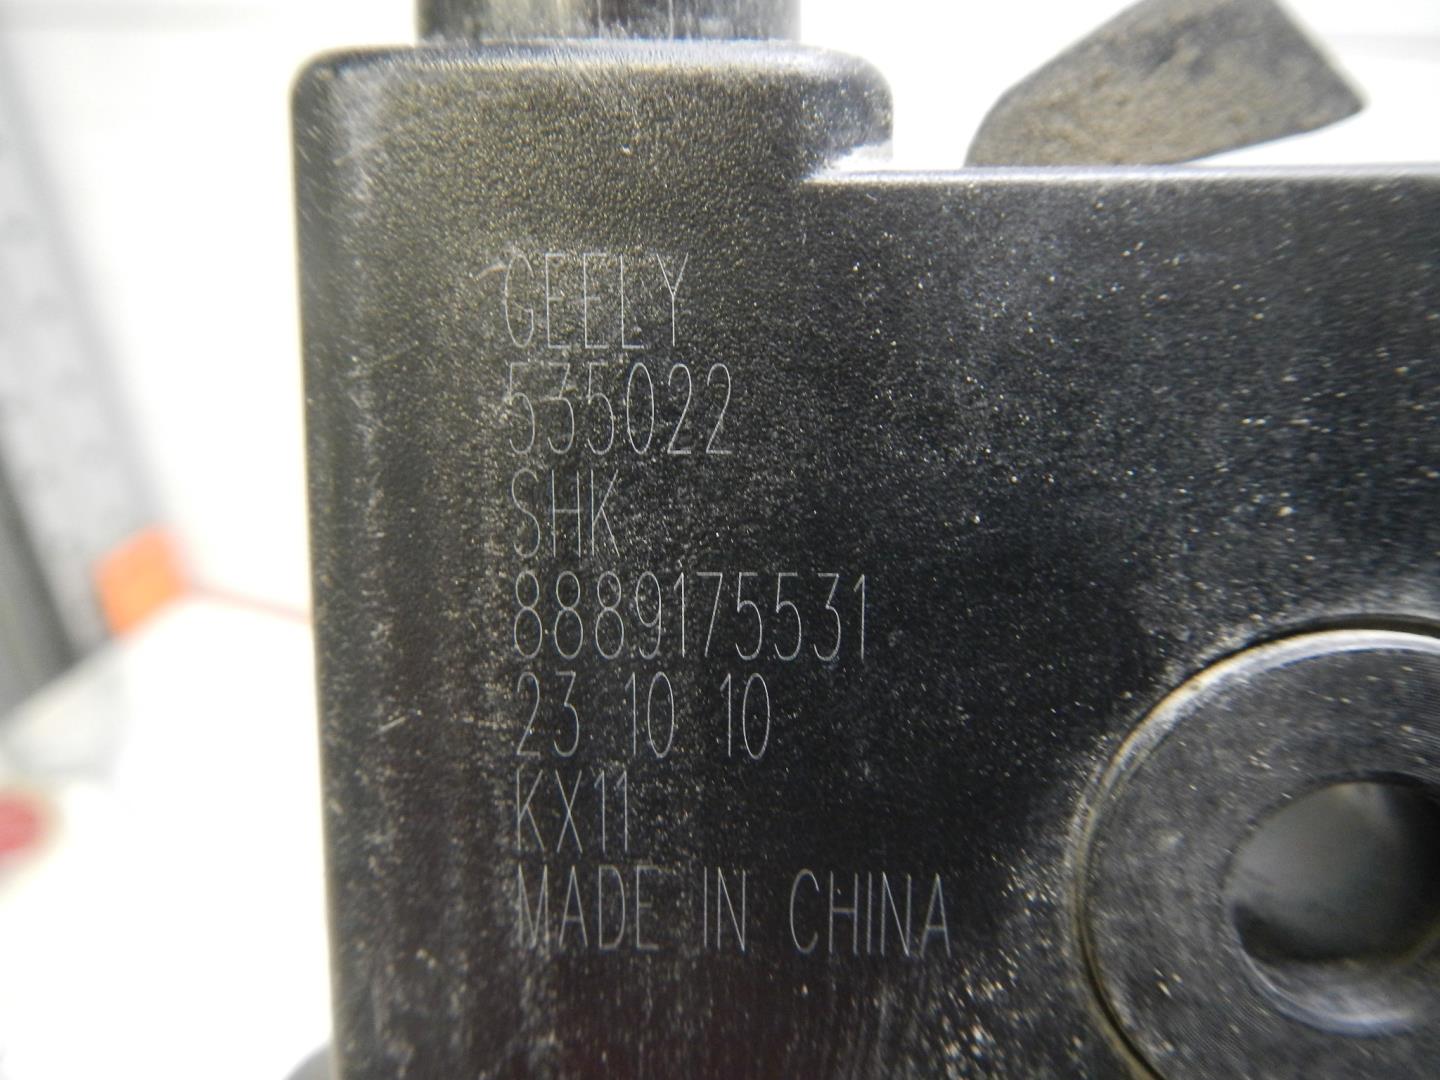 GEELY
535022
SHK
8889175531
23 10 10
KX11
MADE IN CHINA